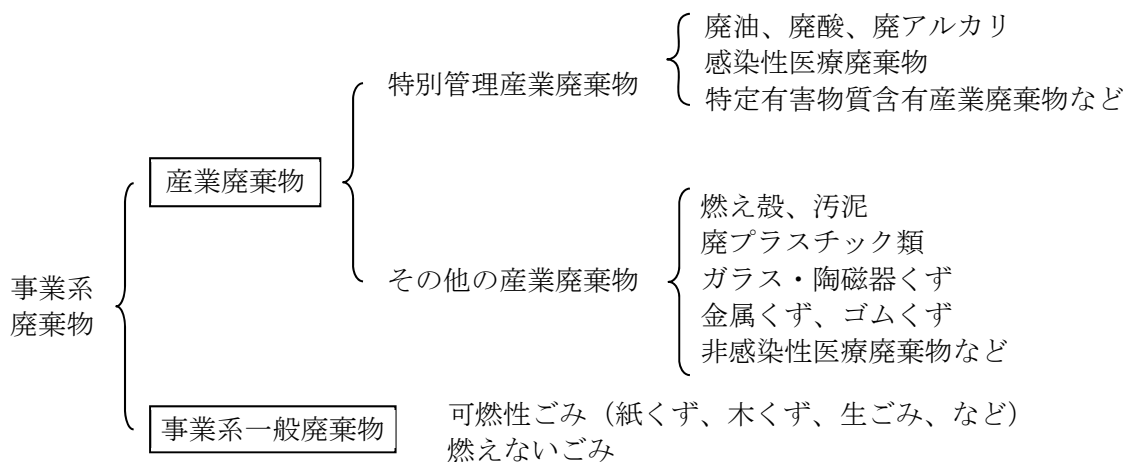 廃油、廃酸、廃アルカリ
感染性医療廃棄物
特別管理産業廃棄物
特定有害物質含有産業廃棄物など
産業廃棄物
燃え殻、汚泥
廃プラスチック類
その他の産業廃棄物
ガラス・陶磁器くず
事業系
廃棄物
金属くず、ゴムくず
非感染性医療廃棄物など
事業系一般廃棄物
可燃性ごみ（紙くず、木くず、生ごみ、など）
燃えないごみ